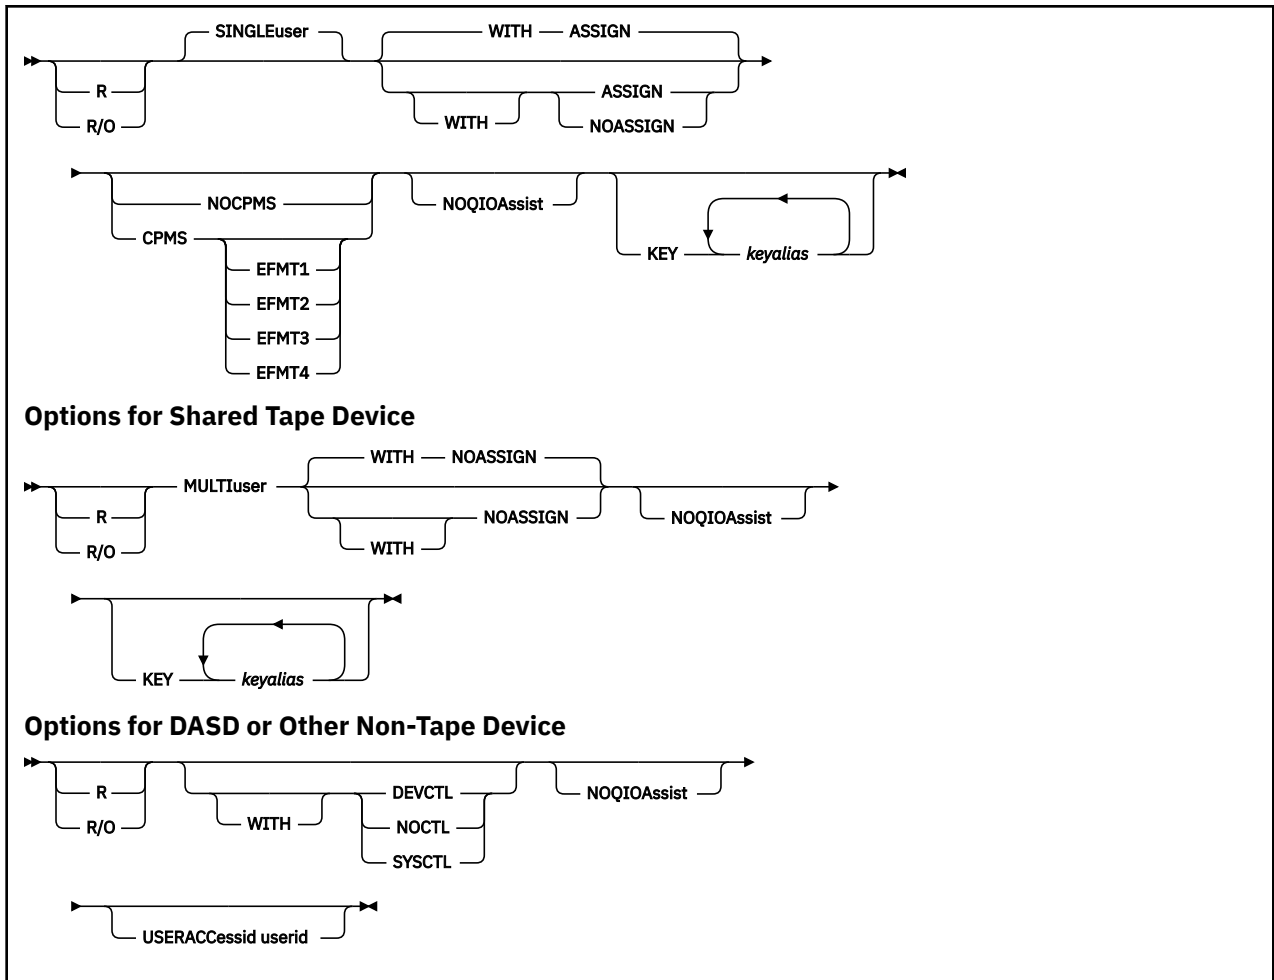 SINGLEuser WITH ASSIGN
R ASSIGN
R/O WITH NOASSIGN
NOCPMS NOQIOAssist
CPMS KEY keyalias
EFMT1
EFMT2
EFMT3
EFMT4
Options for Shared Tape Device
WITH NOASSIGN
MULTIuser
R NOASSIGN NOQIOAssist
R/O WITH
KEY keyalias
Options for DASD or Other Non-Tape Device
R DEVCTL NOQIOAssist
R/O WITH NOCTL
SYSCTL
USERACCessid userid